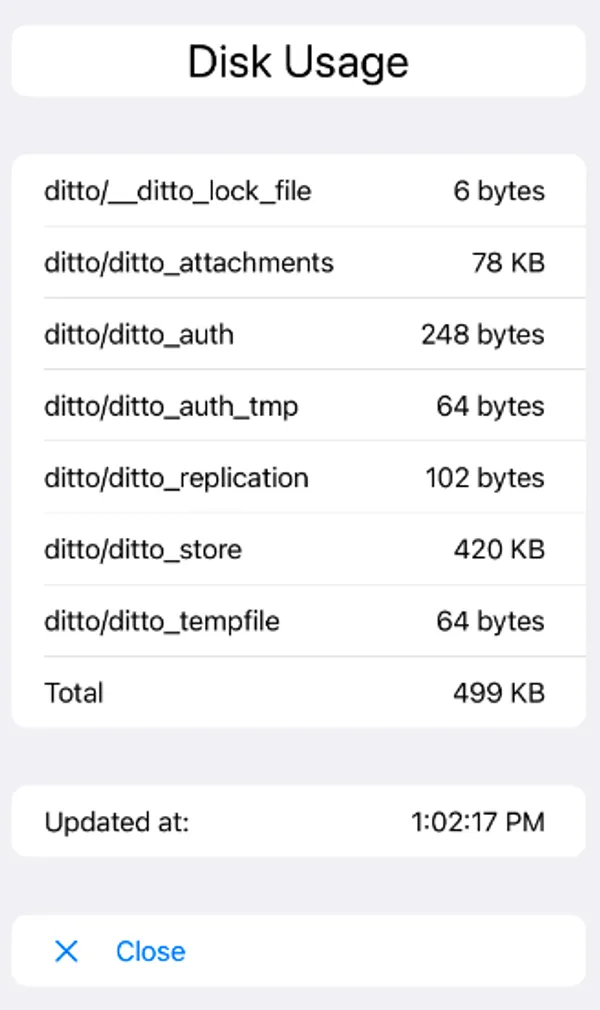 Disk Usage
ditto/__ditto_lock_file 6 bytes
ditto/ditto_attachments 78 KB
ditto/ditto_auth 248 bytes
ditto/ditto_auth_tmp 64 bytes
ditto/ditto_replication 102 bytes
ditto/ditto_store 420 KB
ditto/ditto_tempfile 64 bytes
Total 499 KB
Updated at: 1:02:17 PM
Close